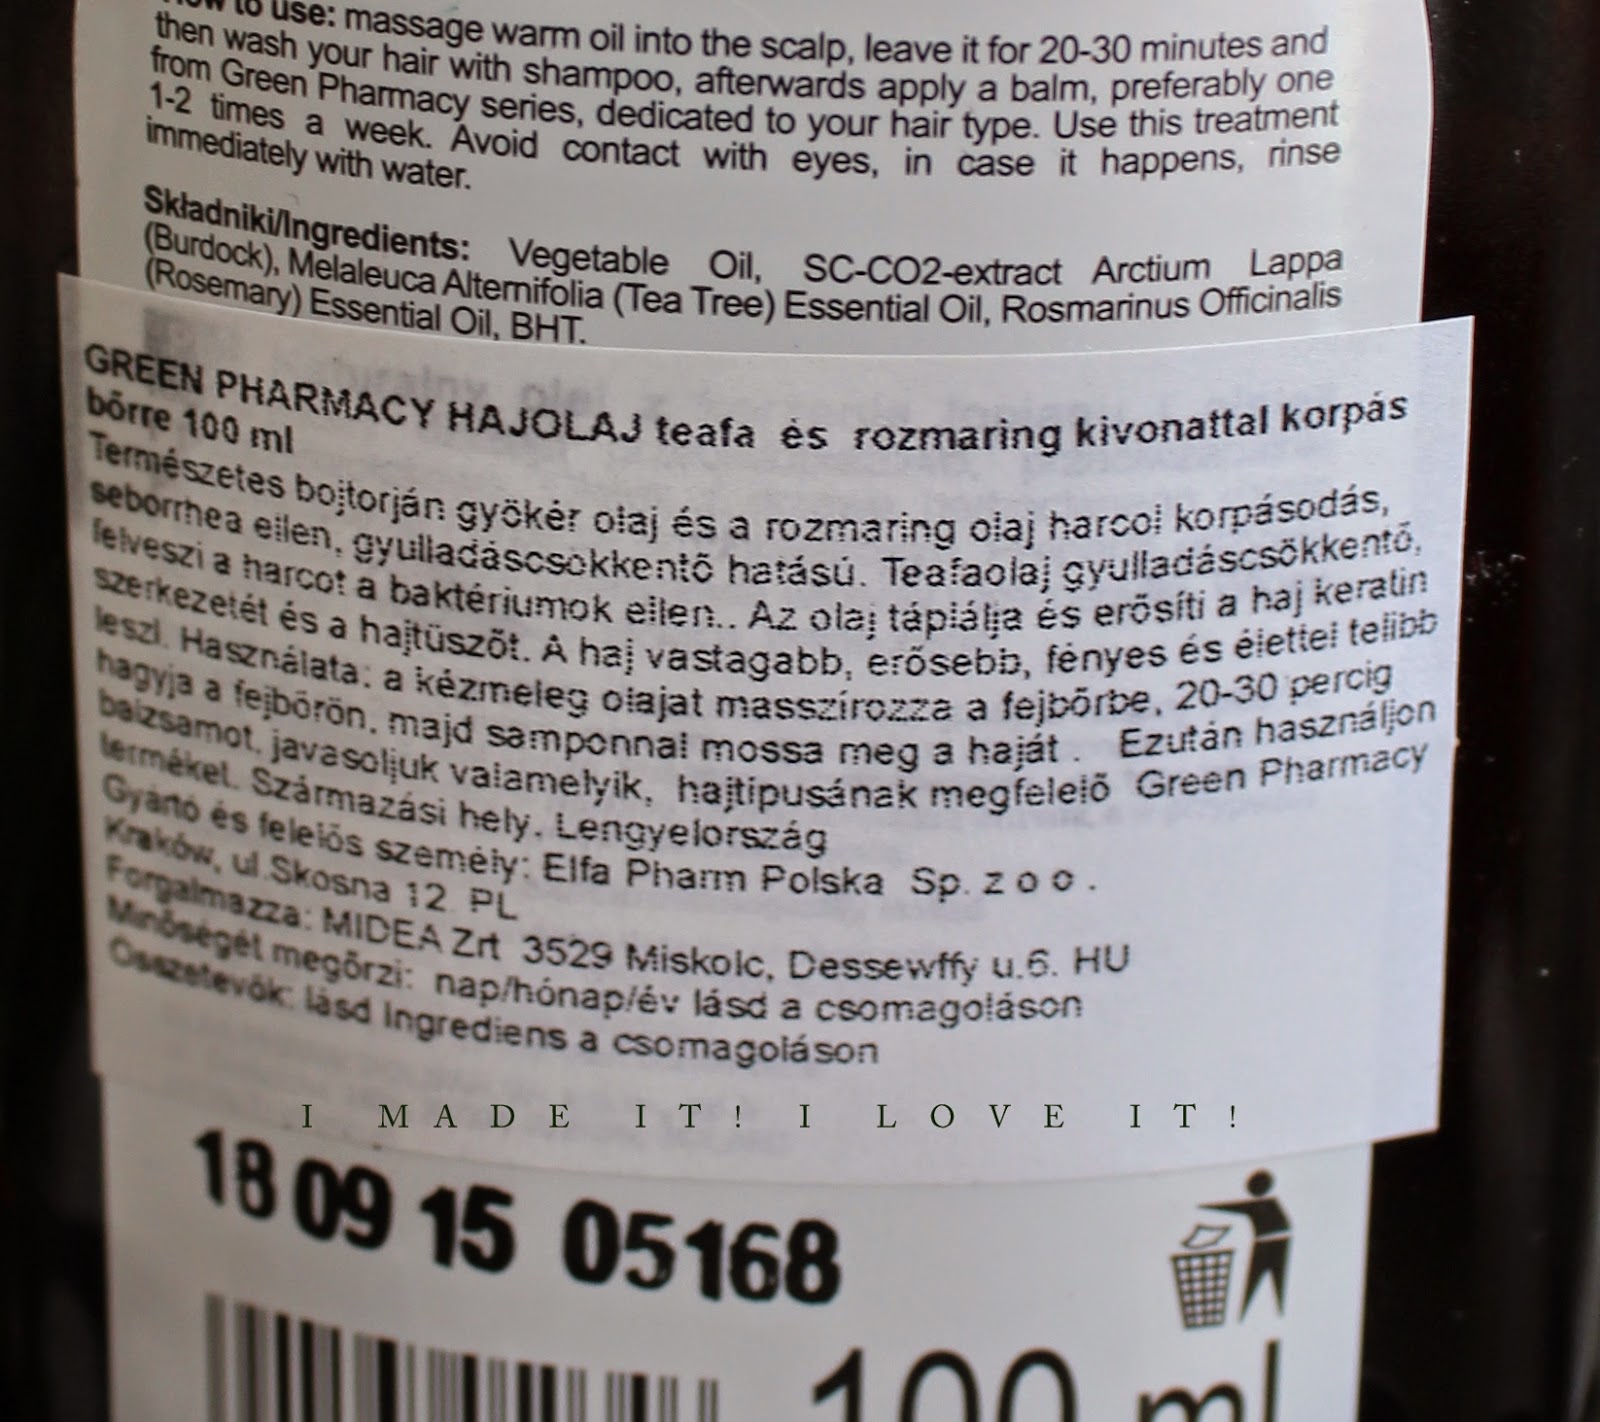 How to use: massage warm oil into the scalp, leave it for 20-30 minutes and
then wash your hair with shampoo, afterwards apply a balm, preferably one
from Green Pharmacy series, dedicated to your hair type. Use this treatment
1-2 times a week. Avoid contact with eyes, in case it happens, rinse
immediately with water.
Składniki/Ingredients: Vegetable Oil, SC-CO2-extract Arctium Lappa
(Burdock), Melaleuca Alternifolia (Tea Tree) Essential Oil, Rosmarinus Officinalis
(Rosemary) Essential Oil, BHT.
GREEN PHARMACY HAJOLAJ teafa és rozmaring kivonattal korpás
bőrre 100 ml
Természetes bojtorján gyökér olaj és a rozmaring olaj harcol korpásodás,
seborrhea ellen, gyulladáscsökkentő hatású. Teafaolaj gyulladáscsökkentő,
felveszi a harcot a baktériumok ellen.. Az olaj táplálja és erősíti a haj keratin
szerkezetét és a hajtüszőt. A haj vastagabb, erősebb, fényes és élettel telibb
leszl. Használata: a kézmeleg olajat masszírozza a fejbőrbe, 20-30 percig
hagyja a fejbőrön, majd samponnal mossa meg a haját . Ezután használjon
balzsamot, javasoljuk valamelyik, hajtipusának megfelelő Green Pharmacy
terméket. Származási hely. Lengyelország
Gyártó és felelős személy: Elfa Pharm Polska Sp. z o o .
Kraków, ul.Skosna 12 PL
Forgalmazza: MIDEA Zrt 3529 Miskolc, Dessewffy u.6. HU
Minőségét megőrzi: nap/hónap/év lásd a csomagoláson
Összetevők: lásd Ingrediens a csomagoláson
I MADE IT! I LOVE IT!
18 09 15 05168
100 ml